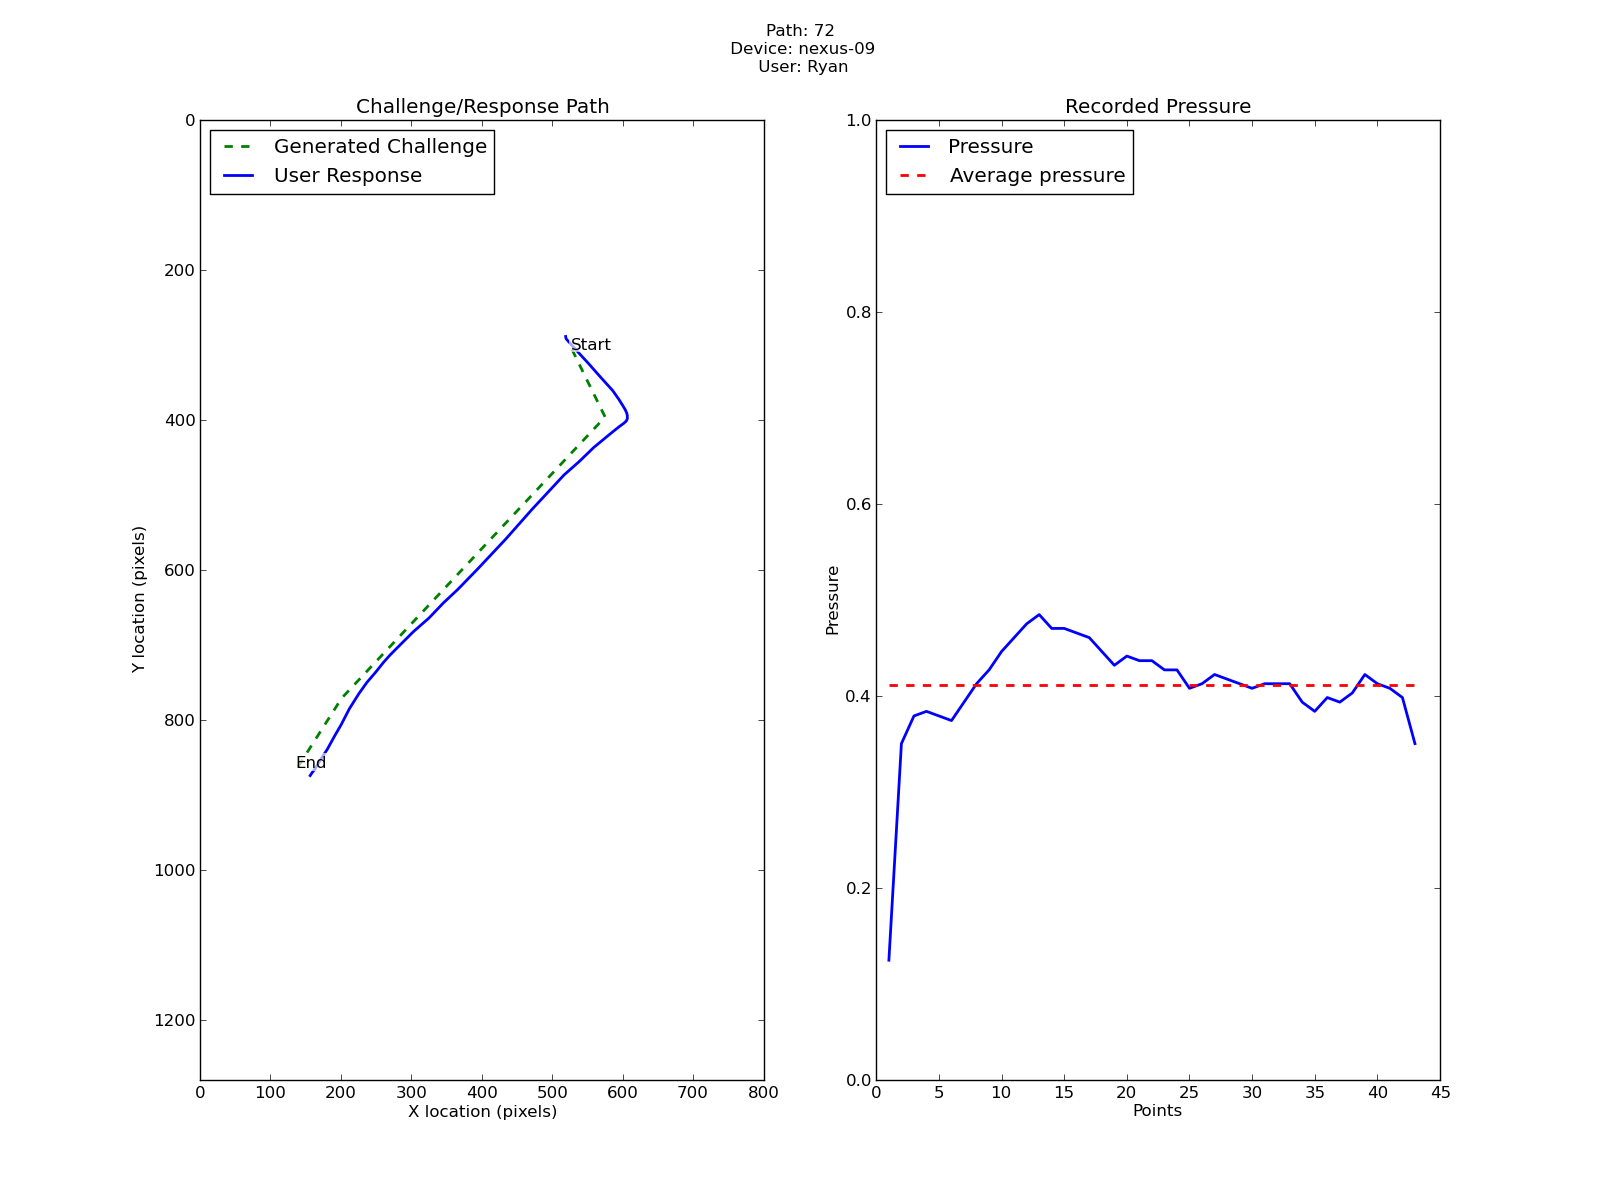 Path: 72
Device: nexus-09
User: Ryan
Challenge/Response Path
Generated Challenge
User Response
Start
End
0
200
400
600
800
1000
1200
Y location (pixels)
0 100 200 300 400 500 600 700 800
X location (pixels)
Recorded Pressure
Pressure
Average pressure
1.0
0.8
0.6
0.4
0.2
0.0
Pressure
0 5 10 15 20 25 30 35 40 45
Points